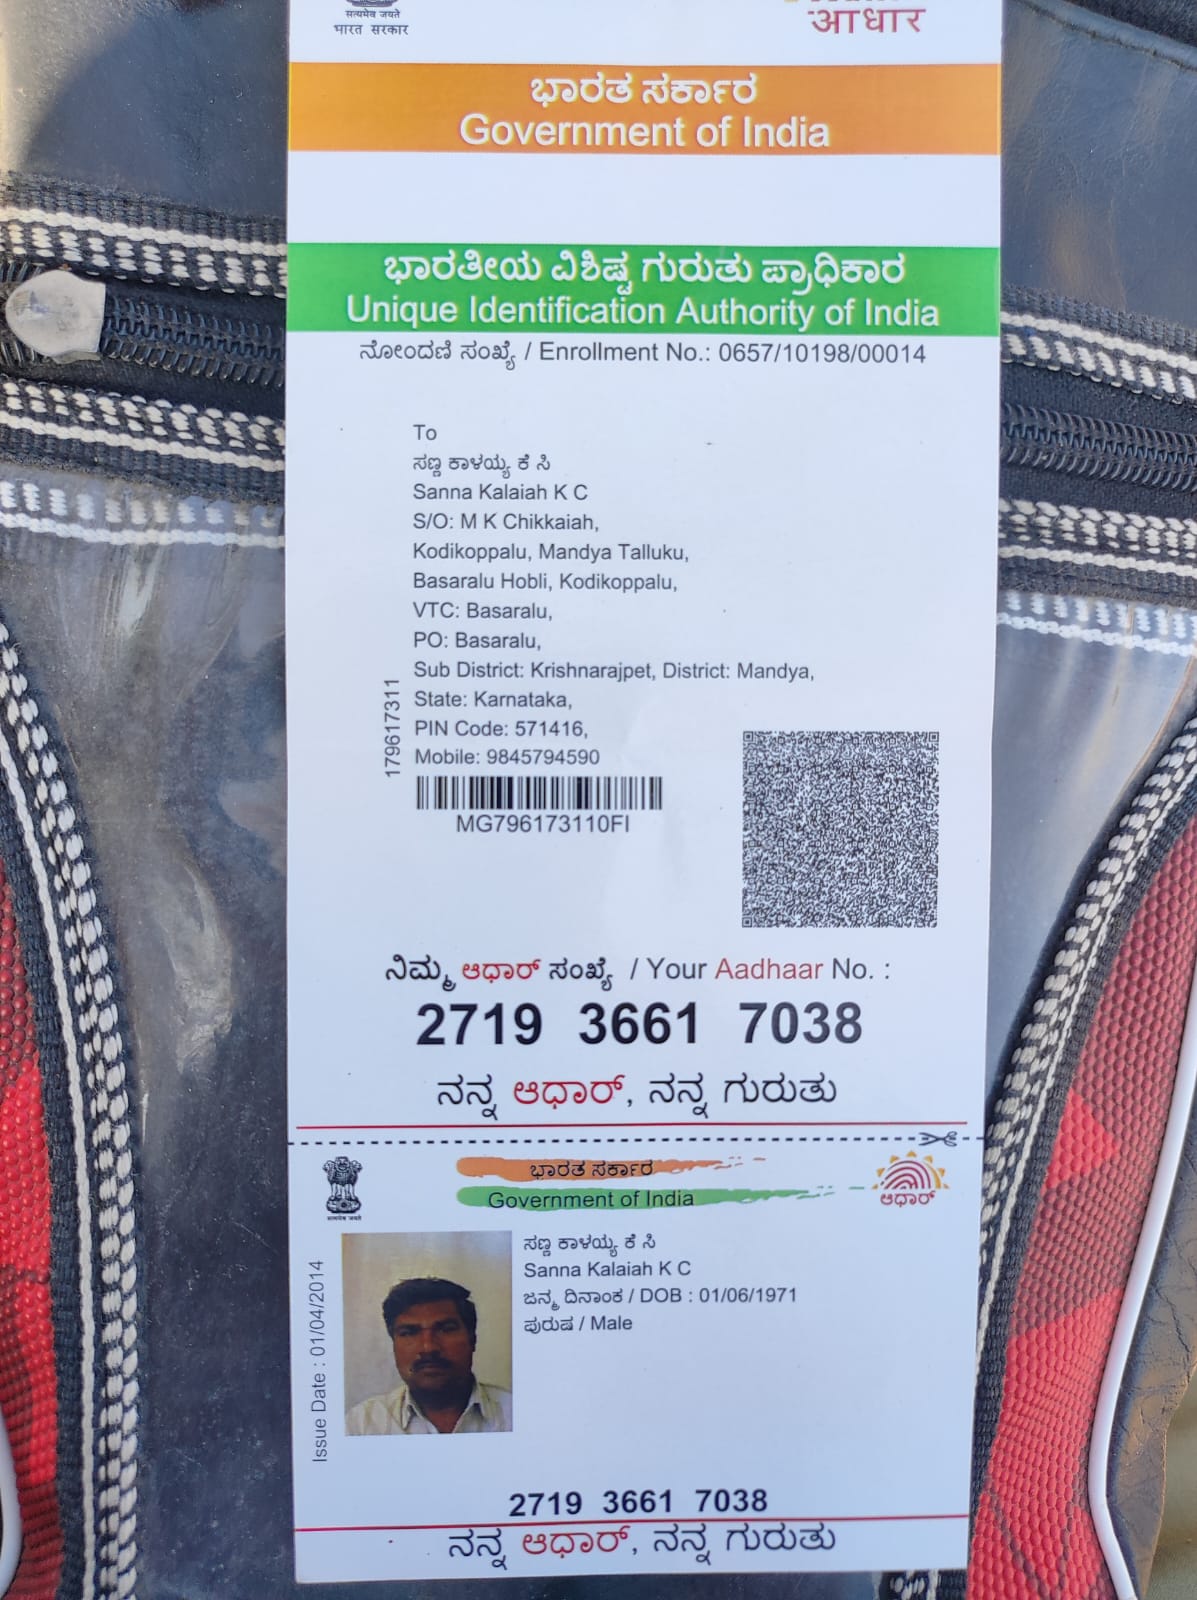 सत्यमेव जयते
भारत सरकार
आधार
ಭಾರತ ಸರ್ಕಾರ
Government of India
ಭಾರತೀಯ ವಿಶಿಷ್ಟ ಗುರುತು ಪ್ರಾಧಿಕಾರ
Unique Identification Authority of India
ನೋಂದಣಿ ಸಂಖ್ಯೆ / Enrollment No.: 0657/10198/00014
To
ಸಣ್ಣ ಕಾಳಯ್ಯ ಕೆ ಸಿ
Sanna Kalaiah K C
S/O: M K Chikkaiah,
Kodikoppalu, Mandya Talluku,
Basaralu Hobli, Kodikoppalu,
VTC: Basaralu,
PO: Basaralu,
Sub District: Krishnarajpet, District: Mandya,
State: Karnataka,
PIN Code: 571416,
Mobile: 9845794590
179617311
MG796173110FI
ನಿಮ್ಮ ಆಧಾರ್ ಸಂಖ್ಯೆ / Your Aadhaar No. :
2719 3661 7038
ನನ್ನ ಆಧಾರ್, ನನ್ನ ಗುರುತು
ಭಾರತ ಸರ್ಕಾರ
Government of India
सत्यमेव जयते
ಆಧಾರ್
ಸಣ್ಣ ಕಾಳಯ್ಯ ಕೆ ಸಿ
Sanna Kalaiah K C
ಜನ್ಮ ದಿನಾಂಕ / DOB : 01/06/1971
ಪುರುಷ / Male
Issue Date : 01/04/2014
2719 3661 7038
ನನ್ನ ಆಧಾರ್, ನನ್ನ ಗುರುತು